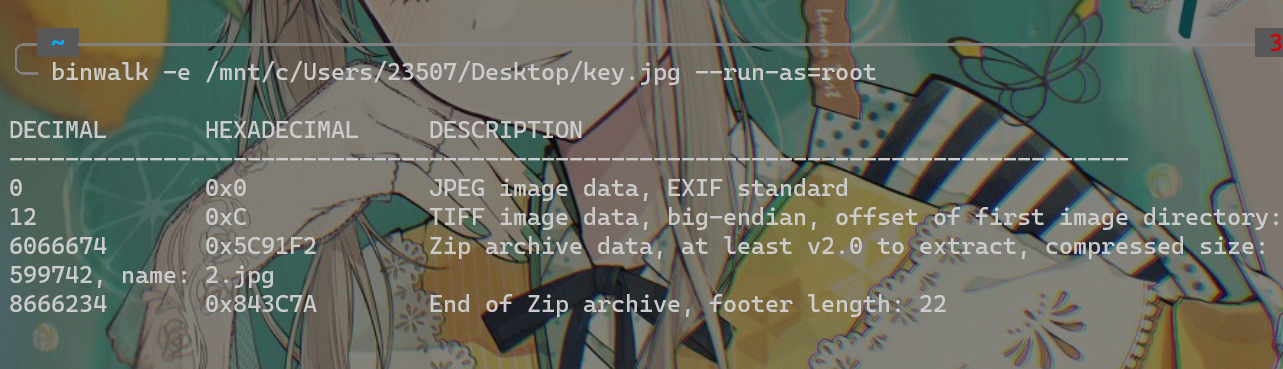 ~
3
binwalk -e /mnt/c/Users/23507/Desktop/key.jpg --run-as=root
DECIMAL HEXADECIMAL DESCRIPTION
--------------------------------------------------------------------------------
0 0x0 JPEG image data, EXIF standard
12 0xC TIFF image data, big-endian, offset of first image directory:
6066674 0x5C91F2 Zip archive data, at least v2.0 to extract, compressed size:
599742, name: 2.jpg
8666234 0x843C7A End of Zip archive, footer length: 22